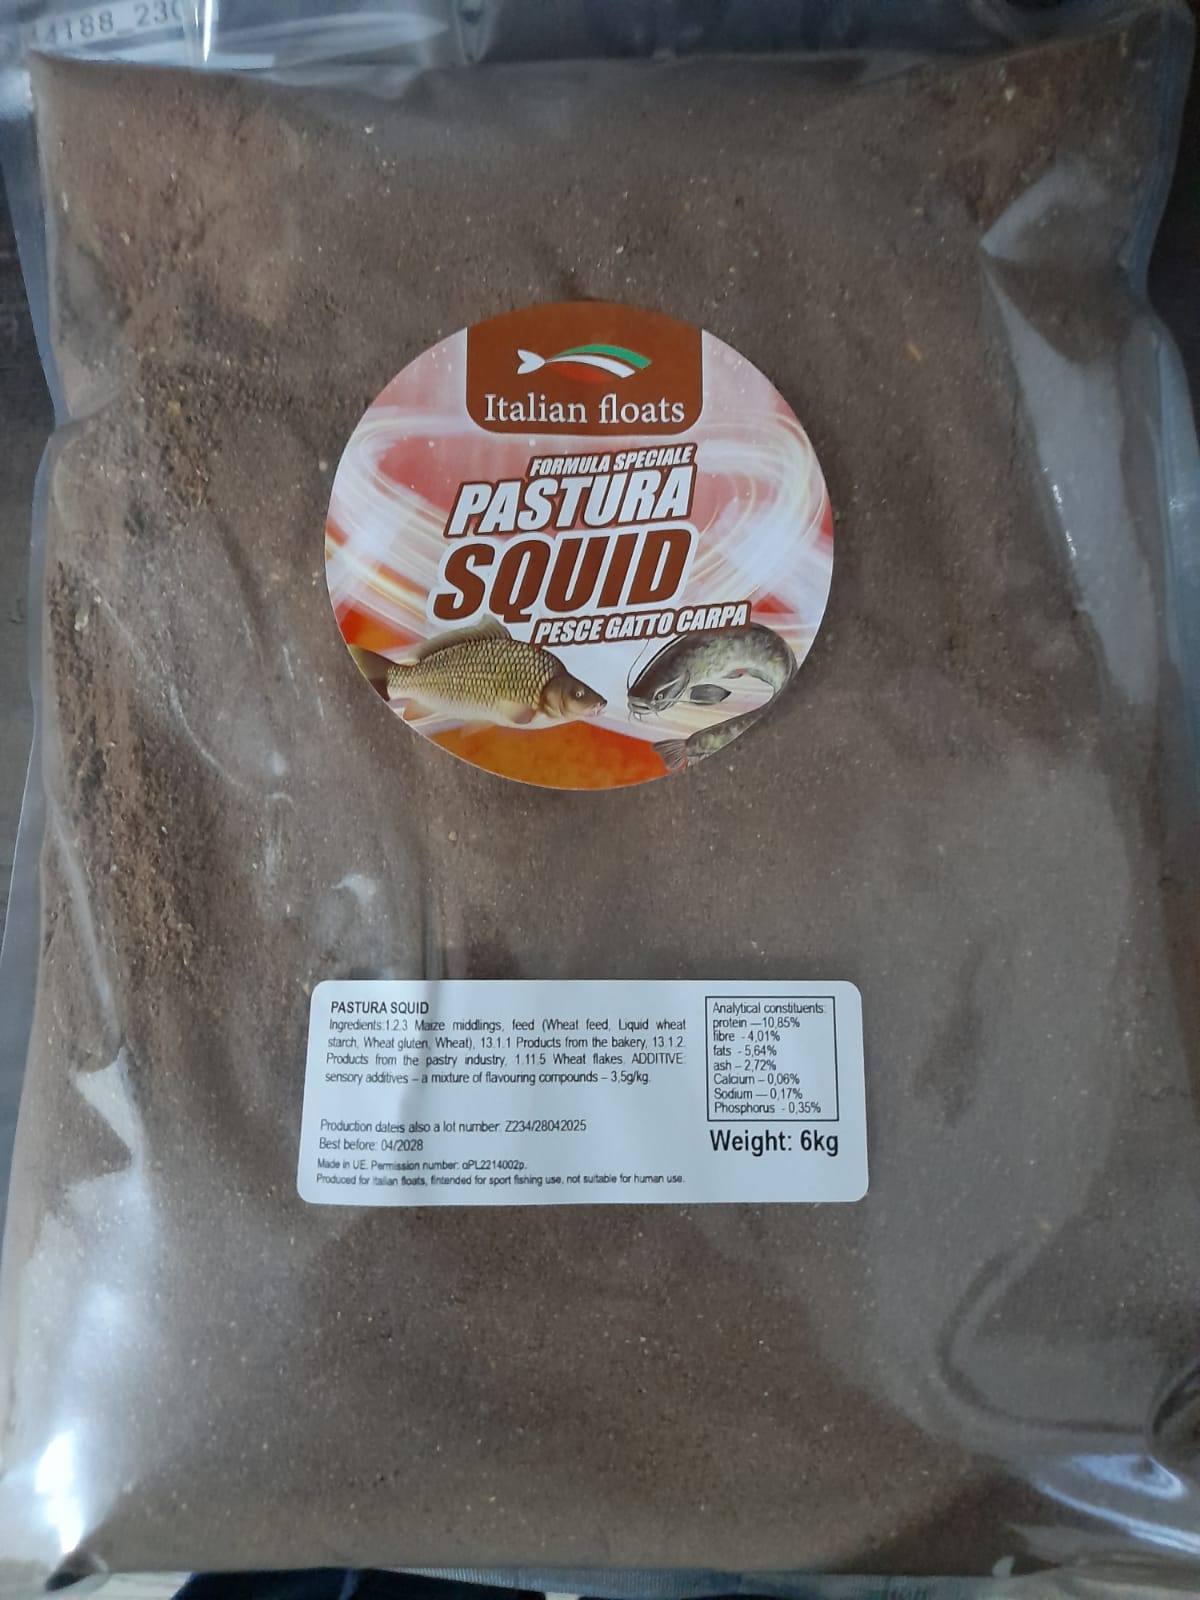 Italian floats
FORMULA SPECIALE
PASTURA
SQUID
PESCE GATTO CARPA
PASTURA SQUID
Ingredients:1.2.3 Maize middlings, feed (Wheat feed, Liquid wheat
starch, Wheat gluten, Wheat), 13.1.1 Products from the bakery, 13.1.2.
Products from the pastry industry, 1.11.5 Wheat flakes, ADDITIVE:
sensory additives – a mixture of flavouring compounds – 3,5g/kg.
Production dateis also a lot number: Z234/28042025
Best before: 04/2028
Made in UE, Permission number: αPL2214002p.
Produced for italian floats, fintended for sport fishing use, not suitable for human use.
Analytical constituents:
protein —10,85%
fibre - 4,01%
fats - 5,64%
ash – 2,72%
Calcium – 0,06%
Sodium — 0,17%
Phosphorus - 0,35%
Weight: 6kg